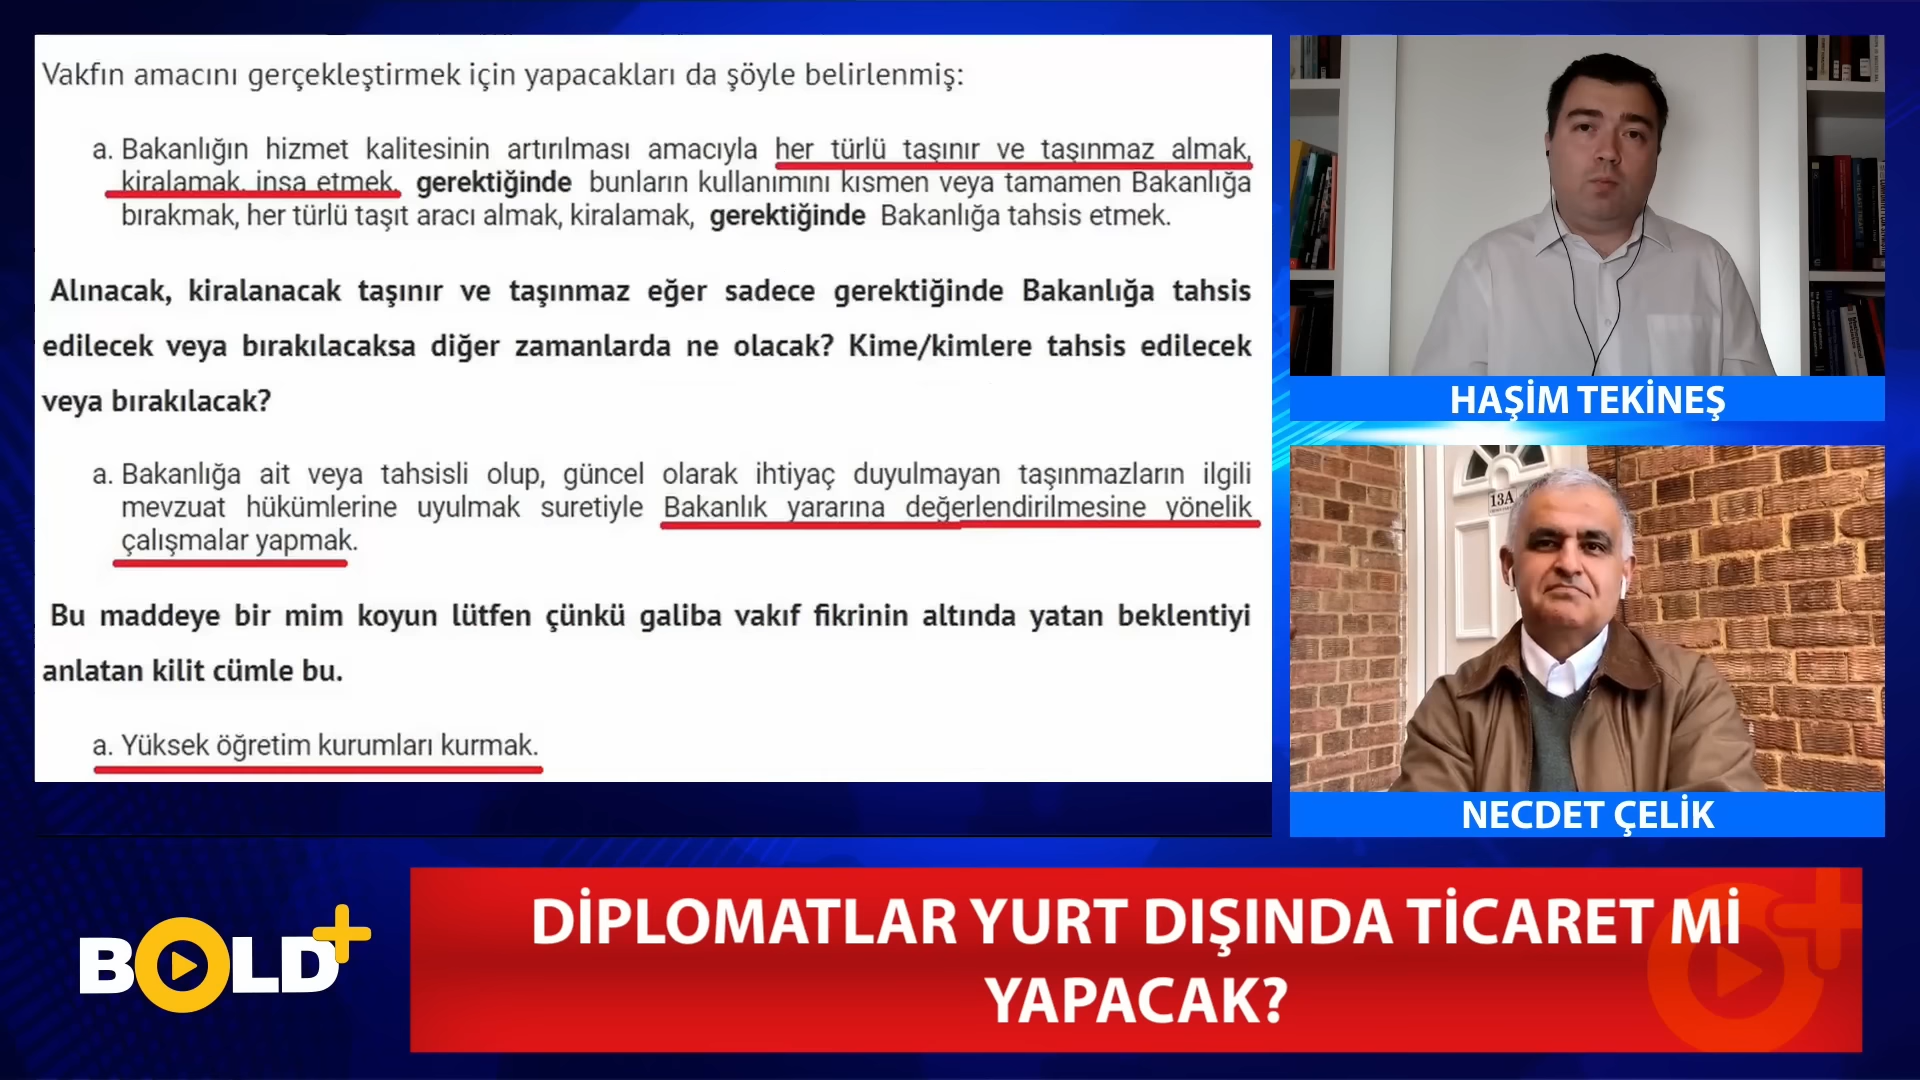 Vakfın amacını gerçekleştirmek için yapacakları da şöyle belirlenmiş:
a. Bakanlığın hizmet kalitesinin artırılması amacıyla her türlü taşınır ve taşınmaz almak,
kiralamak, inşa etmek, gerektiğinde bunların kullanımını kısmen veya tamamen Bakanlığa
bırakmak, her türlü taşıt aracı almak, kiralamak, gerektiğinde Bakanlığa tahsis etmek.
Alınacak, kiralanacak taşınır ve taşınmaz eğer sadece gerektiğinde Bakanlığa tahsis
edilecek veya bırakılacaksa diğer zamanlarda ne olacak? Kime/kimlere tahsis edilecek
veya bırakılacak?
a. Bakanlığa ait veya tahsisli olup, güncel olarak ihtiyaç duyulmayan taşınmazların ilgili
mevzuat hükümlerine uyulmak suretiyle Bakanlık yararına değerlendirilmesine yönelik
çalışmalar yapmak.
Bu maddeye bir mim koyun lütfen çünkü galiba vakıf fikrinin altında yatan beklentiyi
anlatan kilit cümle bu.
a. Yüksek öğretim kurumları kurmak.
HAŞİM TEKİNEŞ
13A
NECDET ÇELİK
BOLD+
DİPLOMATLAR YURT DIŞINDA TİCARET Mİ
YAPACAK?